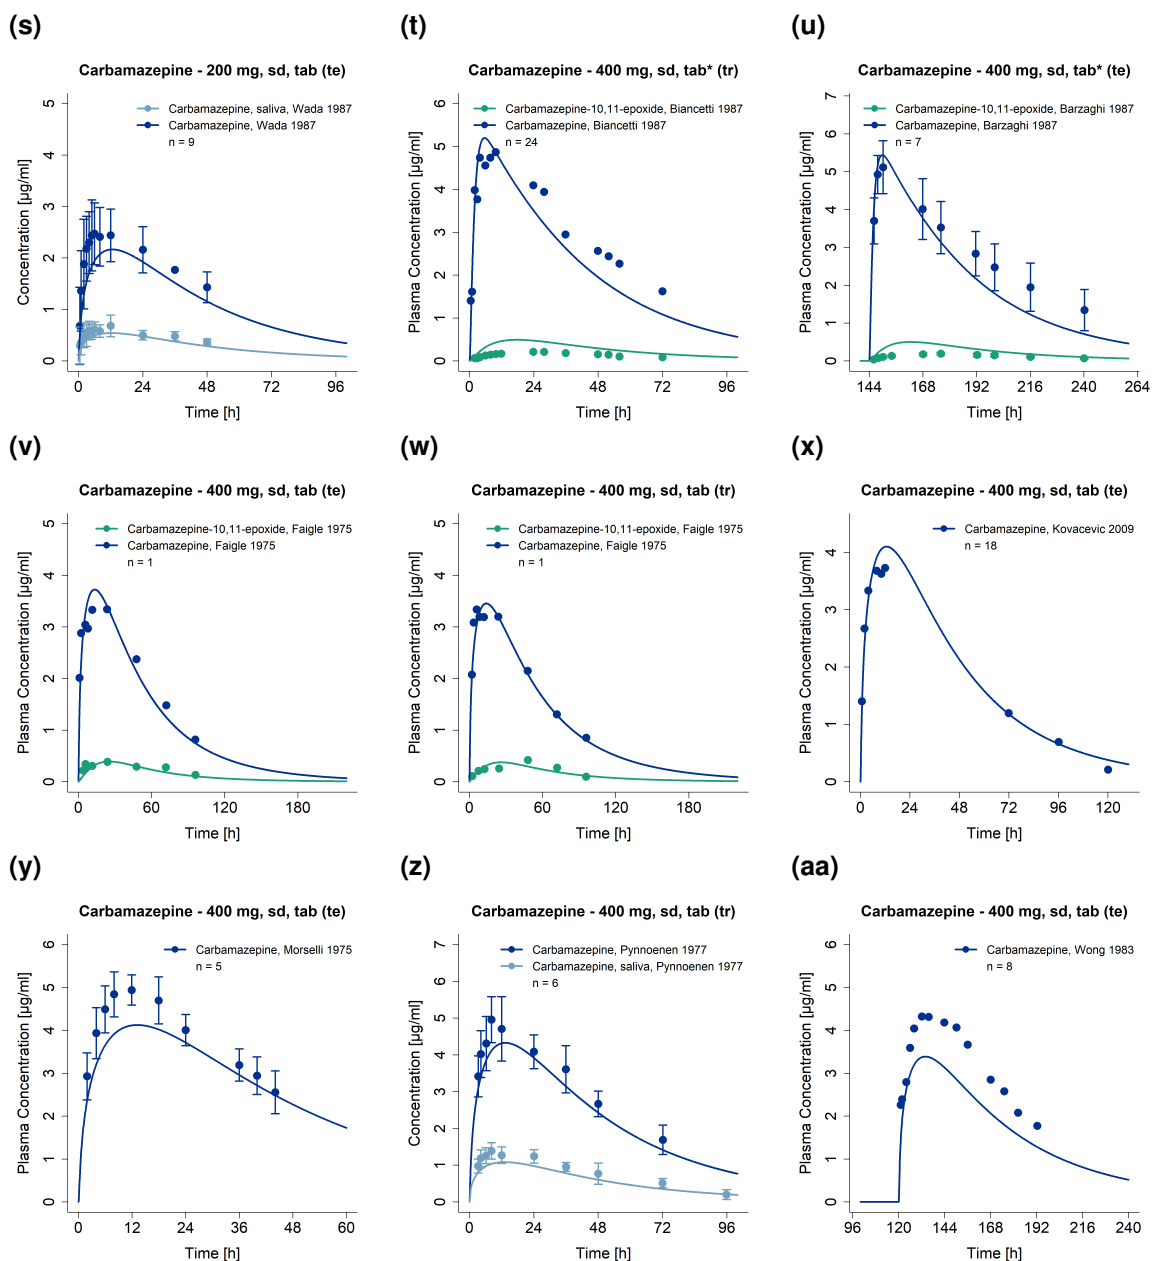 (s)
Carbamazepine - 200 mg, sd, tab (te)
Concentration [µg/ml]
5
4
3
2
1
0
Carbamazepine, saliva, Wada 1987
Carbamazepine, Wada 1987
n = 9
0 24 48 72 96
Time [h]
(t)
Carbamazepine - 400 mg, sd, tab* (tr)
Plasma Concentration [µg/ml]
6
5
4
3
2
1
0
Carbamazepine-10,11-epoxide, Biancetti 1987
Carbamazepine, Biancetti 1987
n = 24
0 24 48 72 96
Time [h]
(u)
Carbamazepine - 400 mg, sd, tab* (te)
Plasma Concentration [µg/ml]
7
6
5
4
3
2
1
0
Carbamazepine-10,11-epoxide, Barzaghi 1987
Carbamazepine, Barzaghi 1987
n = 7
144 168 192 216 240 264
Time [h]
(v)
Carbamazepine - 400 mg, sd, tab (te)
Plasma Concentration [µg/ml]
5
4
3
2
1
0
Carbamazepine-10,11-epoxide, Faigle 1975
Carbamazepine, Faigle 1975
n = 1
0 60 120 180
Time [h]
(w)
Carbamazepine - 400 mg, sd, tab (tr)
Plasma Concentration [µg/ml]
5
4
3
2
1
0
Carbamazepine-10,11-epoxide, Faigle 1975
Carbamazepine, Faigle 1975
n = 1
0 60 120 180
Time [h]
(x)
Carbamazepine - 400 mg, sd, tab (te)
Plasma Concentration [µg/ml]
4
3
2
1
0
Carbamazepine, Kovacevic 2009
n = 18
0 24 48 72 96 120
Time [h]
(y)
Carbamazepine - 400 mg, sd, tab (te)
Plasma Concentration [µg/ml]
6
5
4
3
2
1
0
Carbamazepine, Morselli 1975
n = 5
0 12 24 36 48 60
Time [h]
(z)
Carbamazepine - 400 mg, sd, tab (tr)
Concentration [µg/ml]
7
6
5
4
3
2
1
0
Carbamazepine, Pynnoenen 1977
Carbamazepine, saliva, Pynnoenen 1977
n = 6
0 24 48 72 96
Time [h]
(aa)
Carbamazepine - 400 mg, sd, tab (te)
Plasma Concentration [µg/ml]
6
5
4
3
2
1
0
Carbamazepine, Wong 1983
n = 8
96 120 144 168 192 216 240
Time [h]